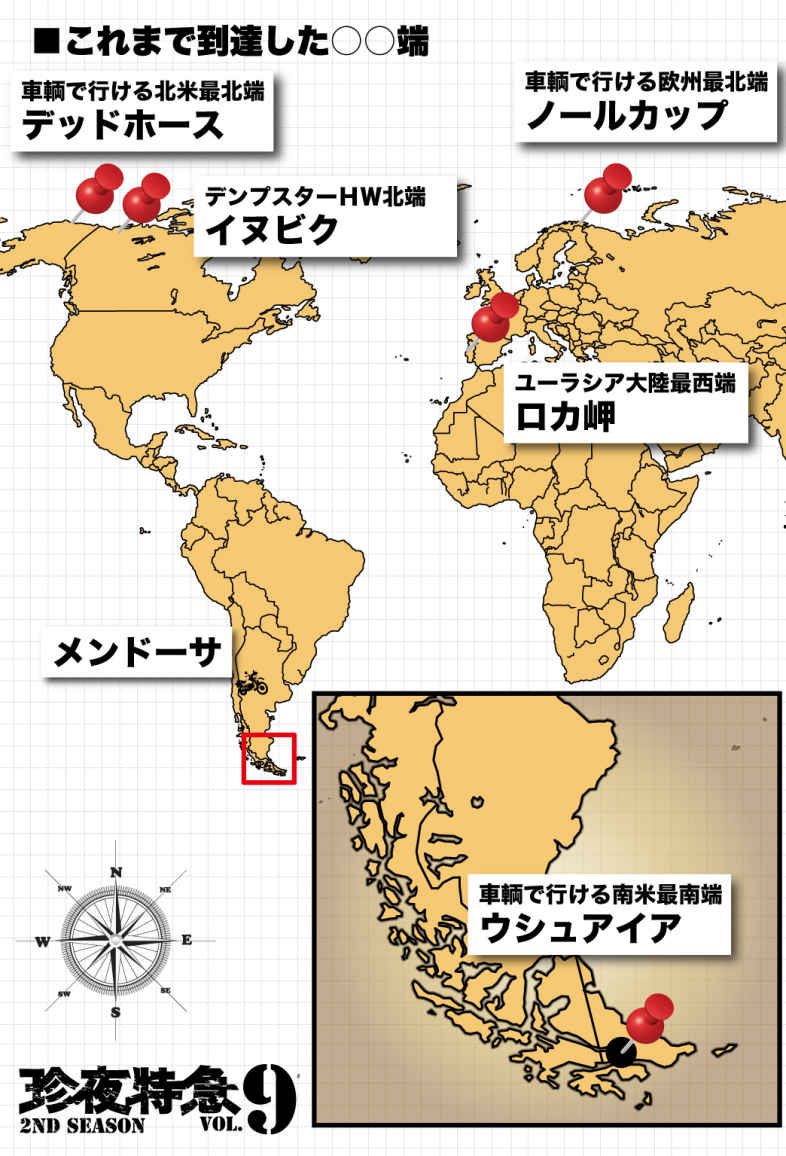 ■これまで到達した○○端
車輌で行ける北米最北端
デッドホース
車輌で行ける欧州最北端
ノールカップ
デンプスターHW北端
イヌビク
ユーラシア大陸最西端
ロカ岬
メンドーサ
車輌で行ける南米最南端
ウシュアイア
N
NW
NE
W
E
SW
SE
S
珍夜特急
2ND SEASON
VOL.9